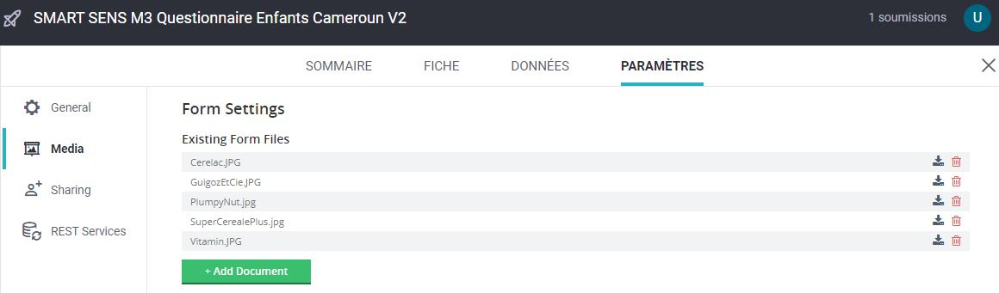 SMART SENS M3 Questionnaire Enfants Cameroun V2
1 soumissions
U
SOMMAIRE
FICHE
DONNÉES
PARAMÈTRES
General
Media
Sharing
REST Services
Form Settings
Existing Form Files
Cerelac.JPG
GuigozEtCie.JPG
PlumpyNut.jpg
SuperCerealePlus.jpg
Vitamin.JPG
+ Add Document